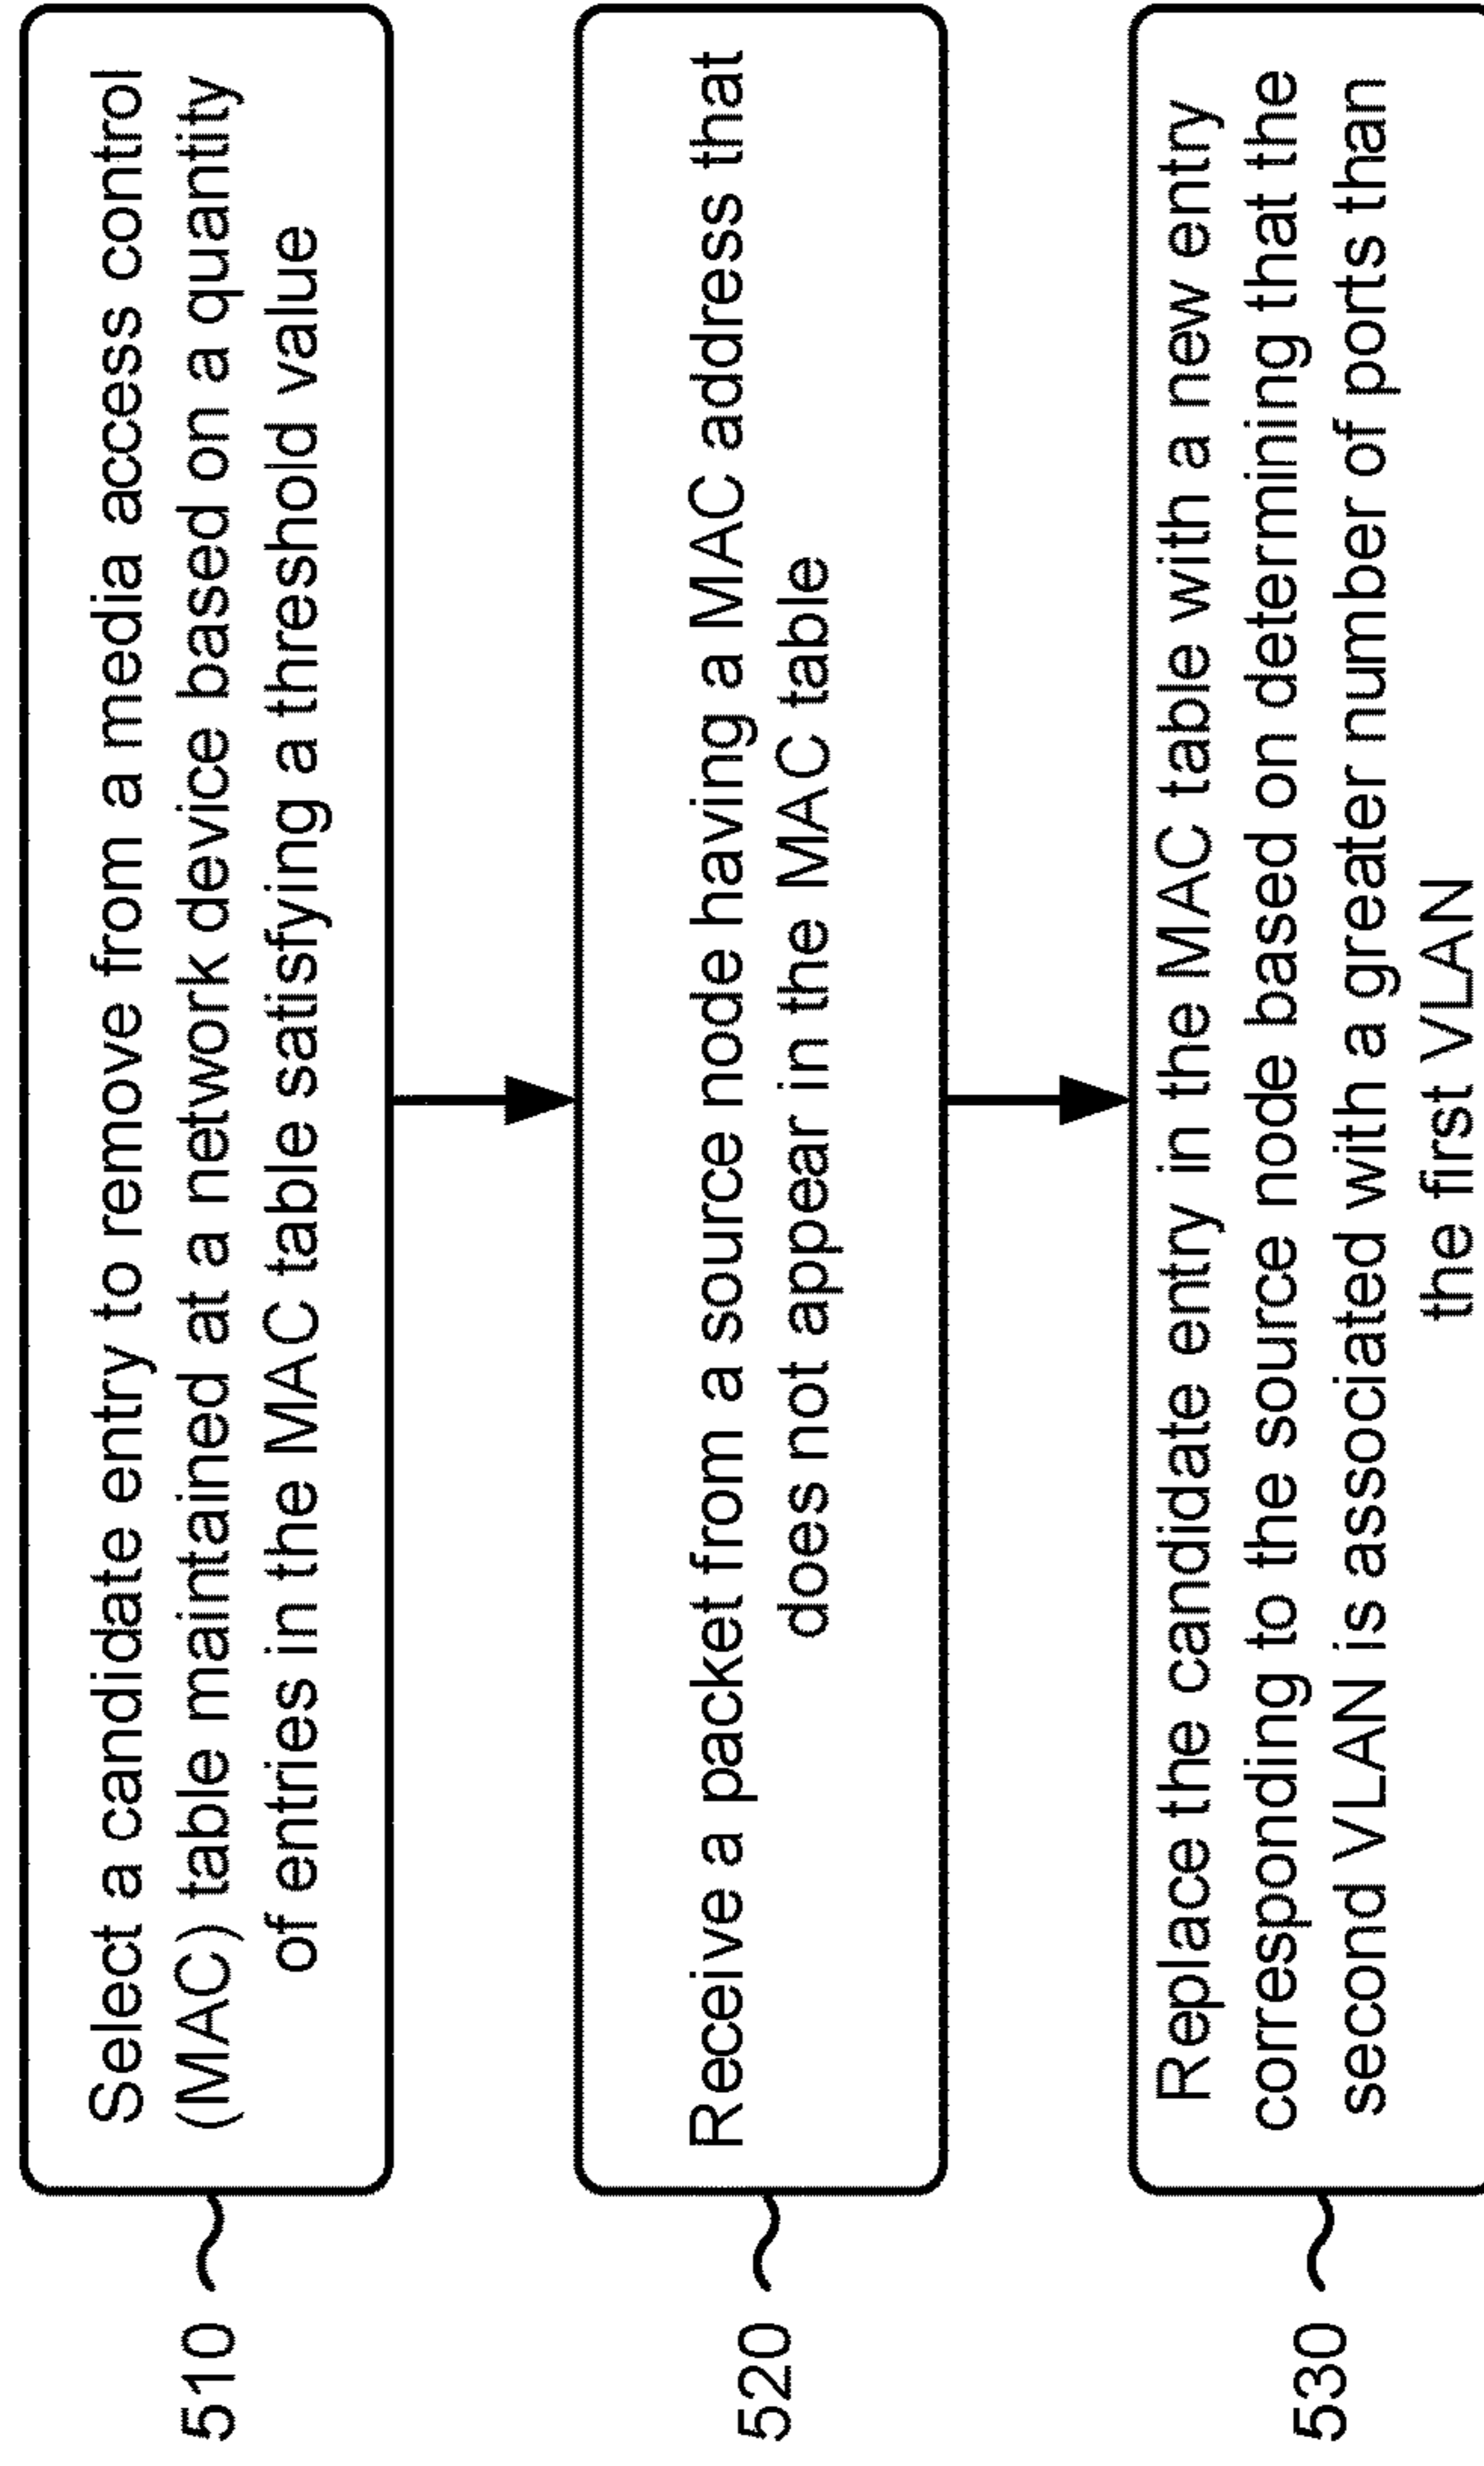 510
Select a candidate entry to remove from a media access control
(MAC) table maintained at a network device based on a quantity
of entries in the MAC table satisfying a threshold value
520
Receive a packet from a source node having a MAC address that
does not appear in the MAC table
530
Replace the candidate entry in the MAC table with a new entry
corresponding to the source node based on determining that the
second VLAN is associated with a greater number of ports than
the first VLAN